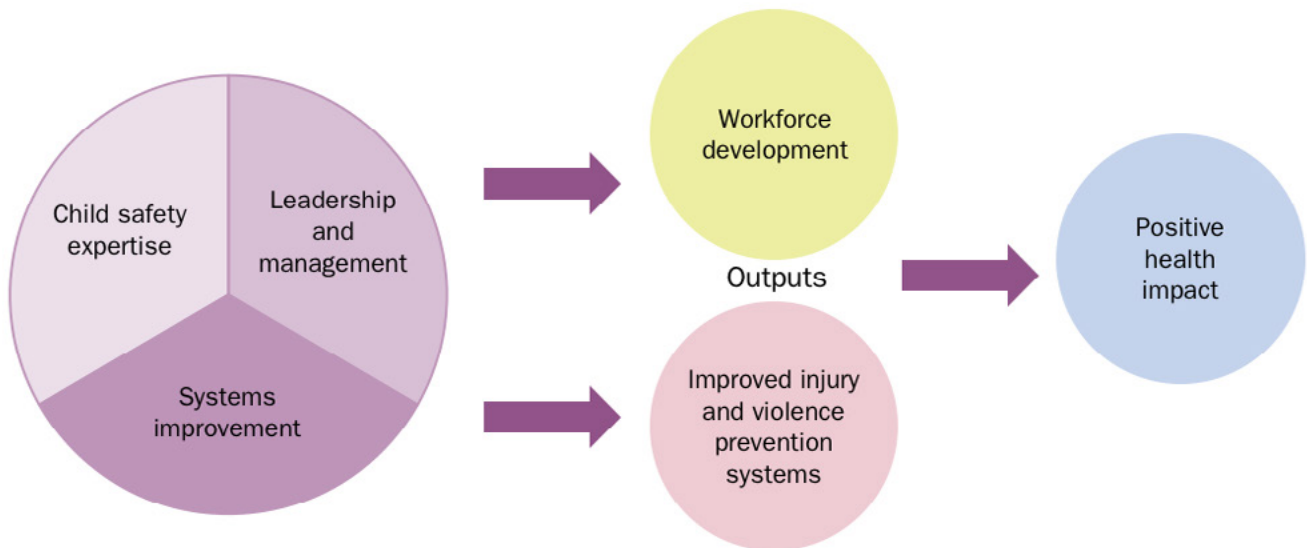 Child safety
expertise
Leadership
and
management
Systems
improvement
Workforce
development
Outputs
Improved injury
and violence
prevention
systems
Positive
health
impact